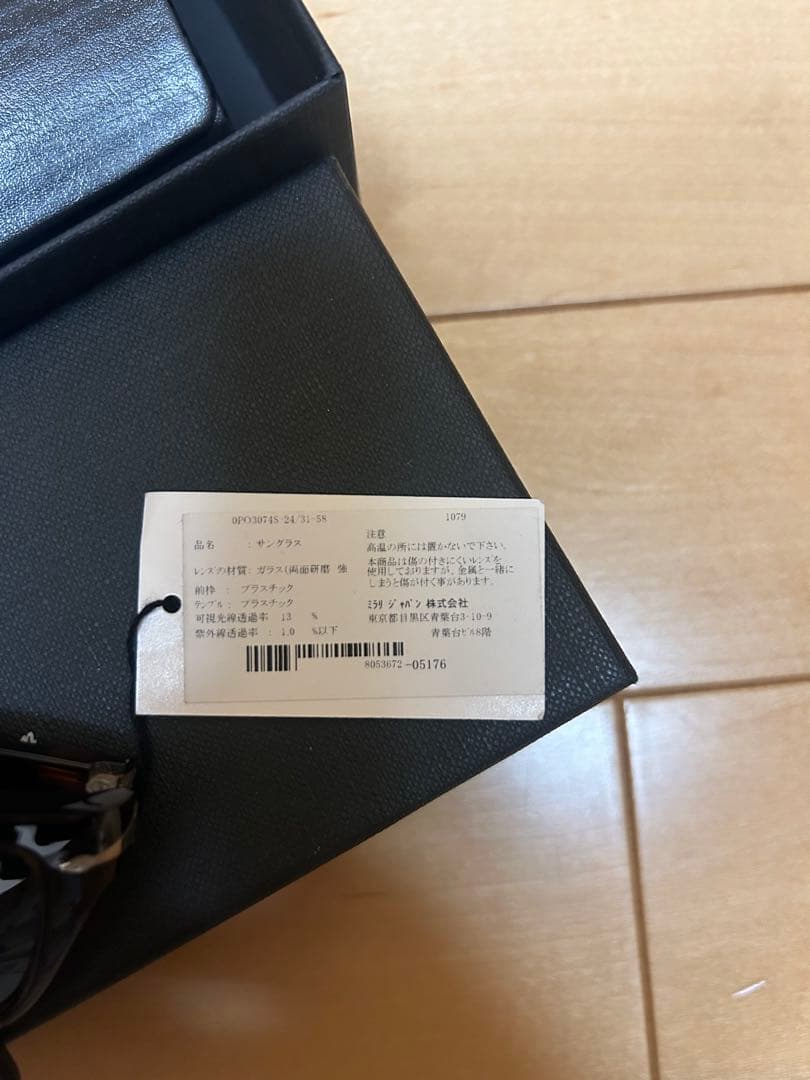 0PO3074S 24/31-58 1079
品名 : サングラス
レンズの材質: ガラス(両面研磨 強
前枠 : プラスチック
テンプル : プラスチック
可視光線透過率 : 13 %
紫外線透過率 : 1.0 %以下
注意
高温の所には置かないで下さい。
本商品は傷の付きにくいレンズを
使用しておりますが、金属と一緒に
しまうと傷が付く事があります。
ミラリ ジャパン 株式会社
東京都目黒区青葉台3-10-9
青葉台ビル8階
8053672 -05176